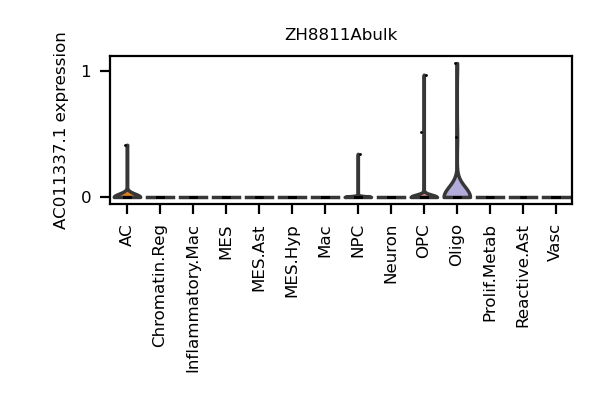 ZH8811Abulk
AC011337.1 expression
1
0
AC
Chromatin.Reg
Inflammatory.Mac
MES
MES.Ast
MES.Hyp
Mac
NPC
Neuron
OPC
Oligo
Prolif.Metab
Reactive.Ast
Vasc